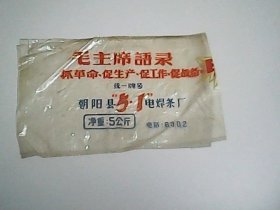 毛主席語录
抓革命·促生产·促工作·促战备
统一牌号
朝阳县"5·1"电焊条厂
净重:5公斤
电话:6302